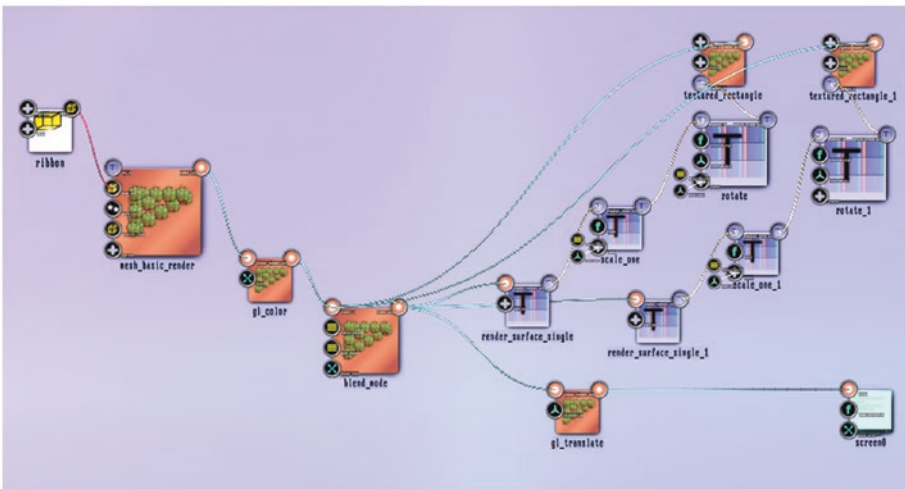 textured_rectangle
textured_rectangle_1
ribbon
mesh_basic_render
rotate
rotate_1
scale_one
scale_one_1
gl_color
render_surface_single
render_surface_single_1
blend_mode
gl_translate
screen0